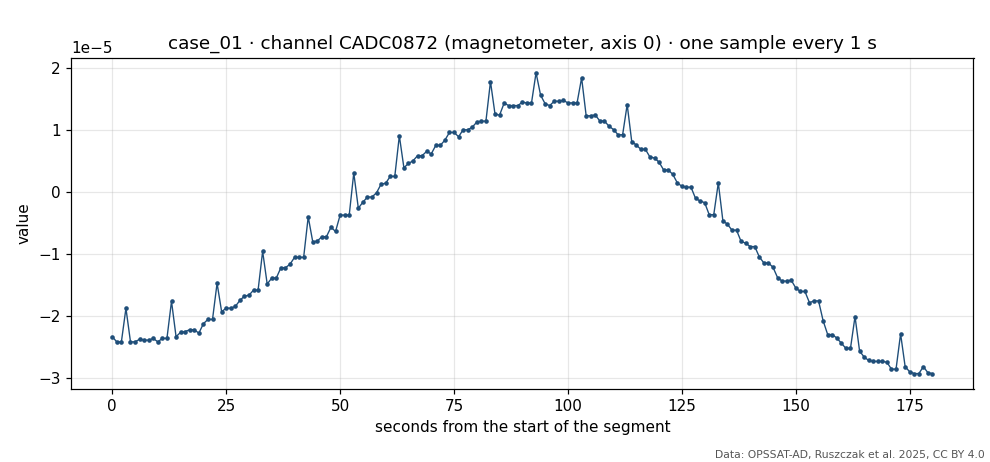 case_01 · channel CADC0872 (magnetometer, axis 0) · one sample every 1 s
1e−5
2
1
0
−1
−2
−3
value
0 25 50 75 100 125 150 175
seconds from the start of the segment
Data: OPSSAT-AD, Ruszczak et al. 2025, CC BY 4.0